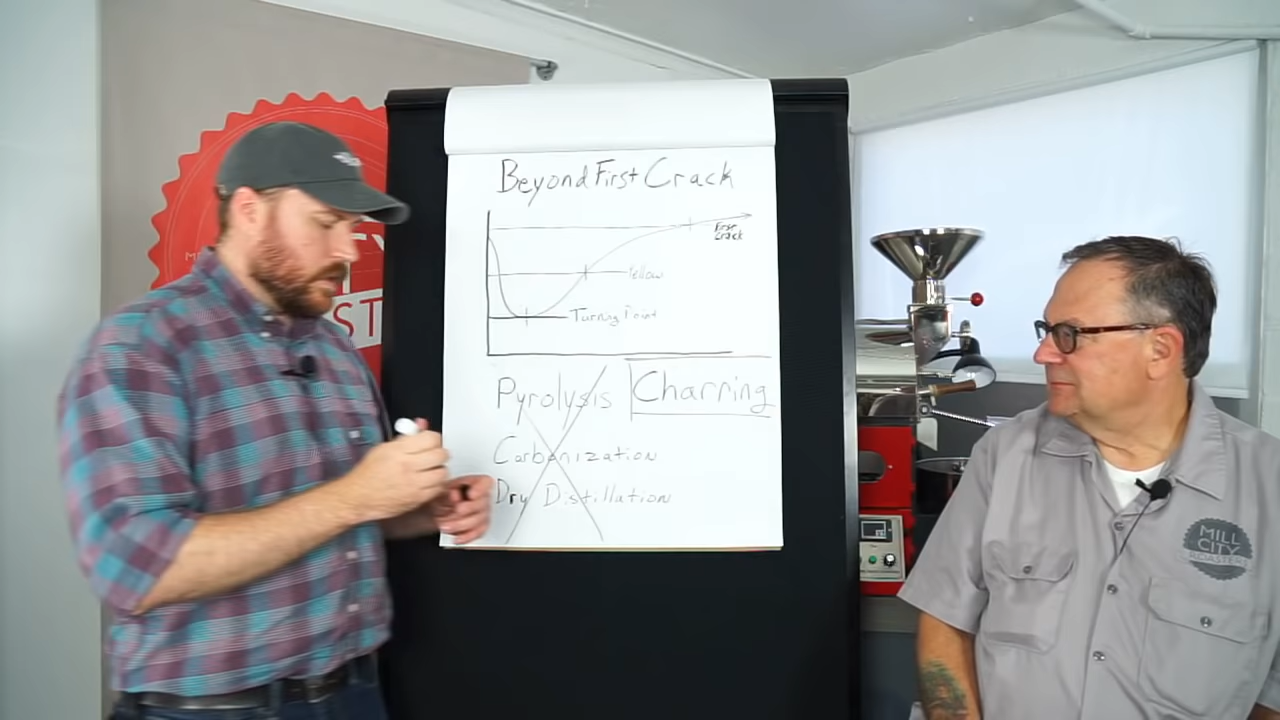 Beyond First Crack
First
Crack
Yellow
Turning Point
Pyrolysis
Charring
Carbonization
Dry Distillation
MILL
CITY
ROASTERS